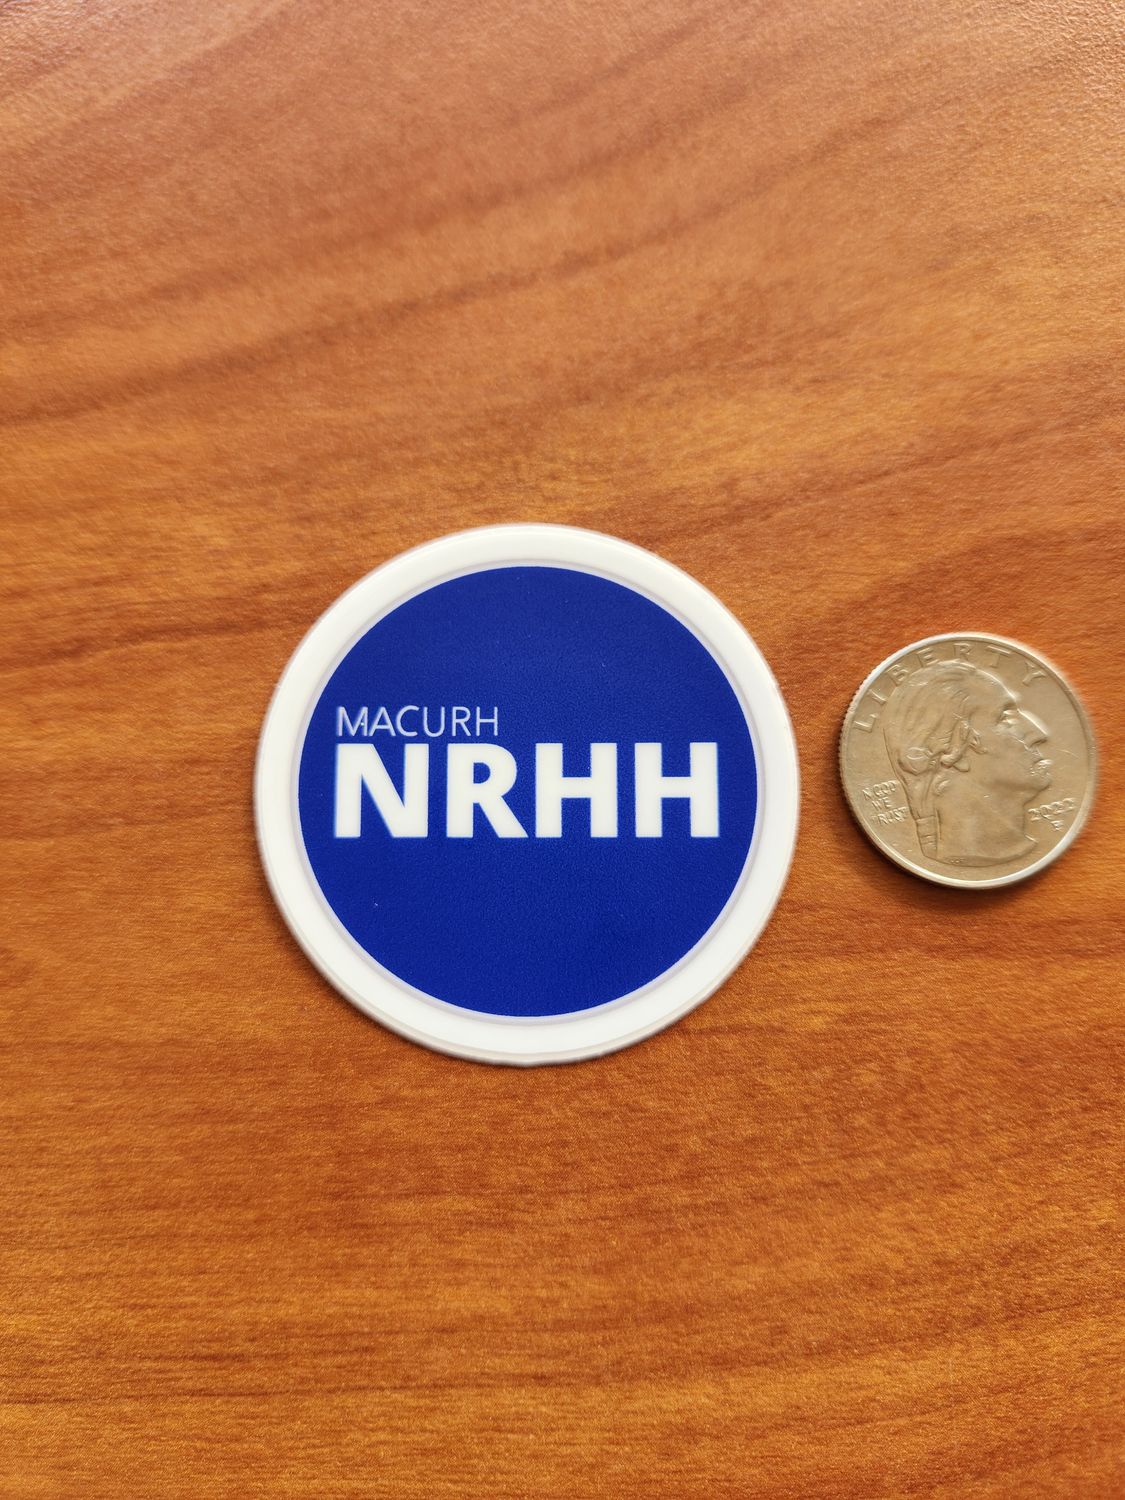 MACURH
NRHH
LIBERTY
IN GOD
WE
TRUST
2022